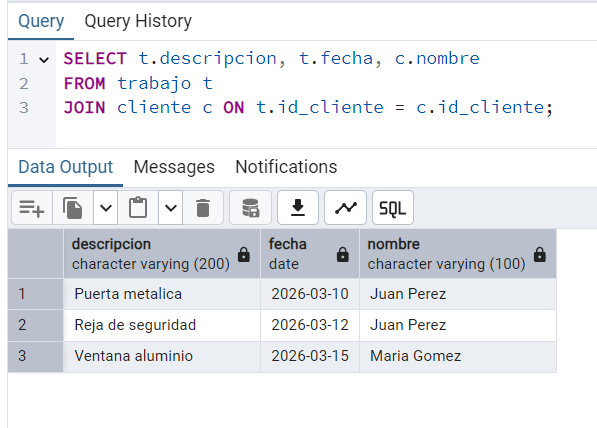 Query Query History
1 SELECT t.descripcion, t.fecha, c.nombre
2 FROM trabajo t
3 JOIN cliente c ON t.id_cliente = c.id_cliente;
Data Output Messages Notifications
SQL
descripcion fecha nombre
character varying (200) date character varying (100)
1 Puerta metalica 2026-03-10 Juan Perez
2 Reja de seguridad 2026-03-12 Juan Perez
3 Ventana aluminio 2026-03-15 Maria Gomez